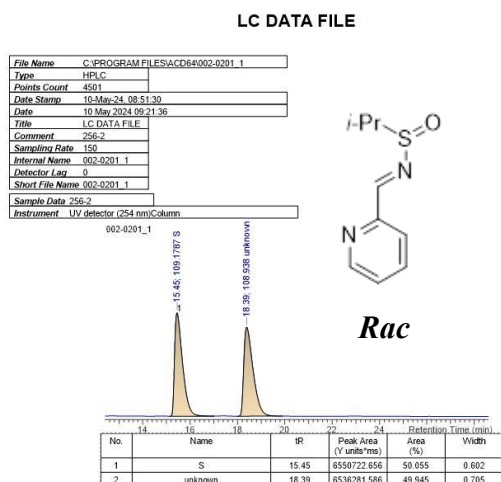 LC DATA FILE
File Name C:\PROGRAM FILES\ACD64\002-0201_1
Type HPLC
Points Count 4501
Date Stamp 10-May-24, 08:51:30
Date 10 May 2024 09:21:36
Title LC DATA FILE
Comment 256-2
Sampling Rate 150
Internal Name 002-0201_1
Detector Lag 0
Short File Name 002-0201_1
Sample Data 256-2
Instrument UV detector (254 nm)Column
002-0201_1
15.45; 109.1787 S
18.39; 108.938 unknown
i-Pr
S
O
N
N
Rac
14 16 18 20 22 24 26
Retention Time (min)
No. Name tR Peak Area (Y units*ms) Area (%) Width
1 S 15.45 6550722.656 50.055 0.602
2 unknown 18.39 6536281.586 49.945 0.705